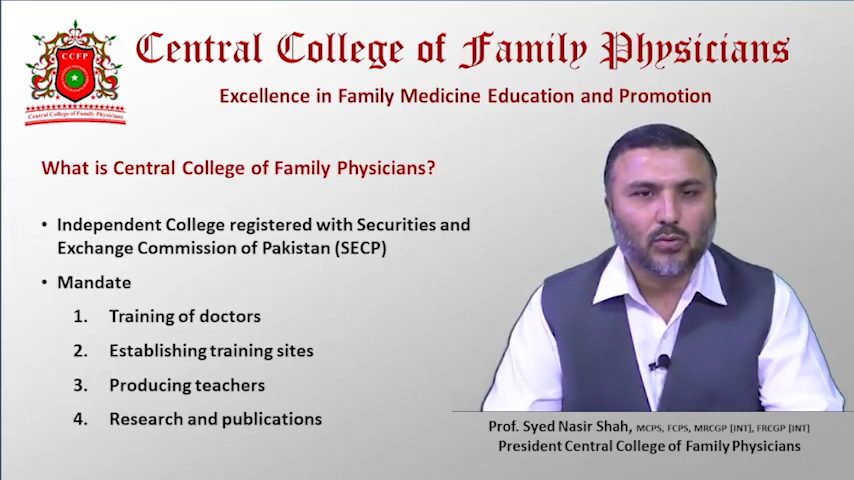 CCFP
Central College of Family Physicians
Central College of Family Physicians
Excellence in Family Medicine Education and Promotion
What is Central College of Family Physicians?
• Independent College registered with Securities and
Exchange Commission of Pakistan (SECP)
• Mandate
1. Training of doctors
2. Establishing training sites
3. Producing teachers
4. Research and publications
Prof. Syed Nasir Shah, MCPS, FCPS, MRCGP [INT], FRCGP [INT]
President Central College of Family Physicians